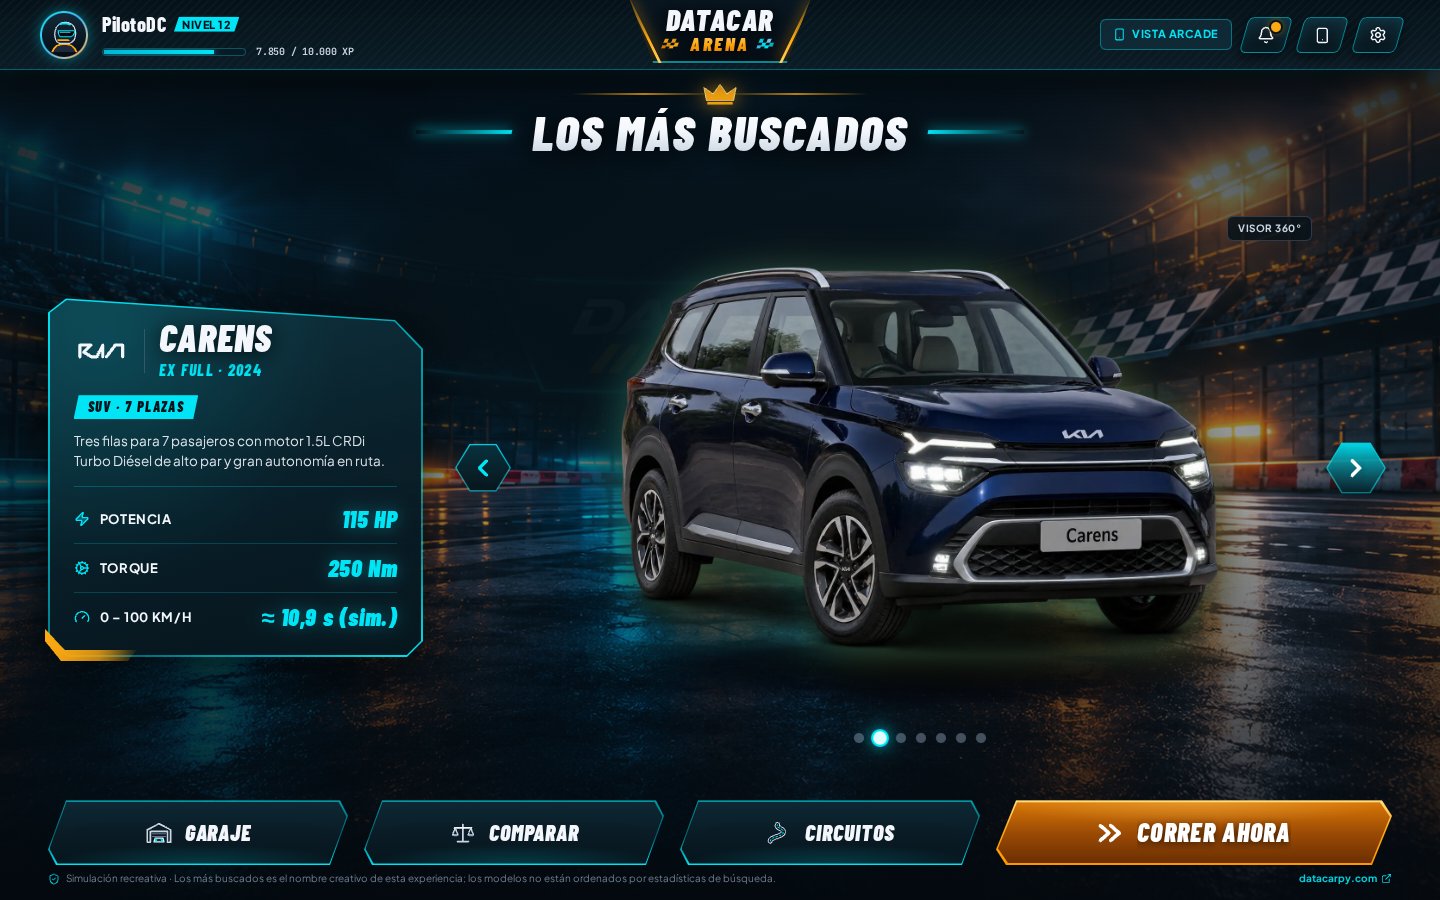 PilotoDC NIVEL 12
7.850 / 10.000 XP
DATACAR
ARENA
VISTA ARCADE
LOS MÁS BUSCADOS
VISOR 360°
KIA
CARENS
EX FULL · 2024
SUV · 7 PLAZAS
Tres filas para 7 pasajeros con motor 1.5L CRDi
Turbo Diésel de alto par y gran autonomía en ruta.
POTENCIA 115 HP
TORQUE 250 Nm
0 – 100 KM/H ≈ 10,9 s (sim.)
KIA
Carens
GARAJE
COMPARAR
CIRCUITOS
CORRER AHORA
Simulación recreativa · Los más buscados es el nombre creativo de esta experiencia; los modelos no están ordenados por estadísticas de búsqueda.
datacarpy.com